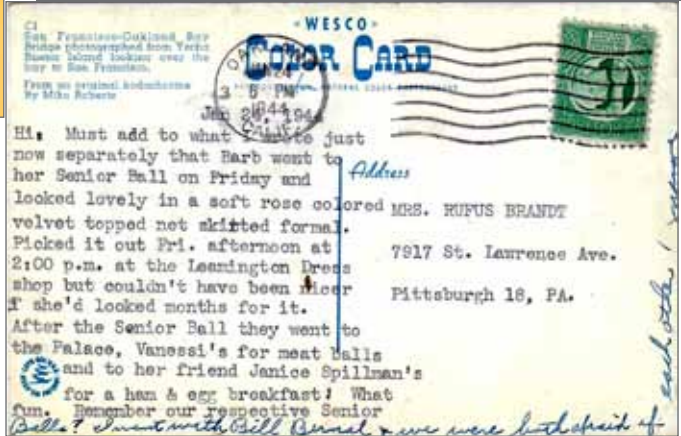 WESCO
COLOR CARD
C1
San Francisco-Oakland Bay
Bridge photographed from Yerba
Buena Island looking over the
bay to San Francisco.
From an original kodachrome
By Mike Roberts
24
6 PM
1944
CALIF.
Jan 24, 1944
Hi: Must add to what I wrote just
now separately that Barb went to
her Senior Ball on Friday and
looked lovely in a soft rose colored
velvet topped net skitted formal.
Picked it out Fri. afternoon at
2:00 p.m. at the Leamington Dress
shop but couldn't have been nicer
if she'd looked months for it.
After the Senior Ball they went to
the Palace, Vanessi's for meat balls
and to her friend Janice Spillman's
for a ham & egg breakfast! What
fun. Remember our respective Senior
Balls? I went with Bill Bernal & we were both afraid of
each other!
Address
MRS. RUFUS BRANDT
7917 St. Lawrence Ave.
Pittsburgh 18, PA.